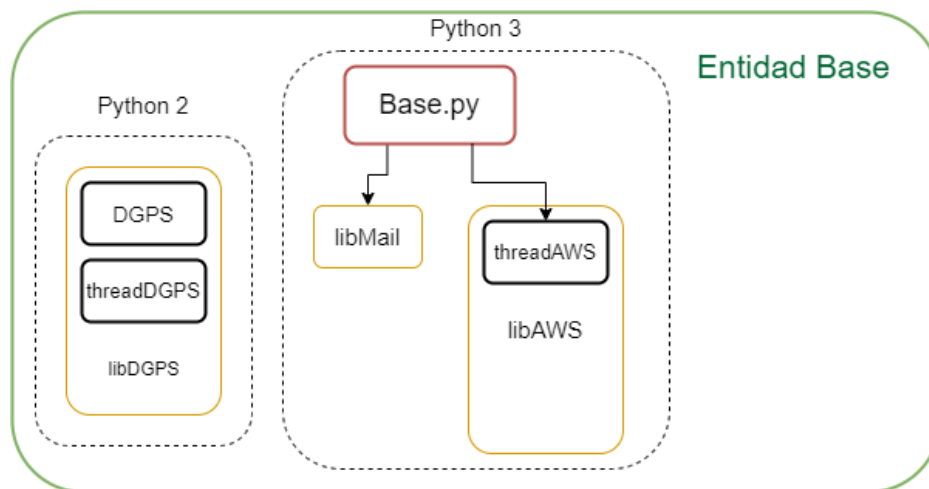 Python 3
Entidad Base
Base.py
Python 2
DGPS
libMail
threadAWS
threadDGPS
libAWS
libDGPS